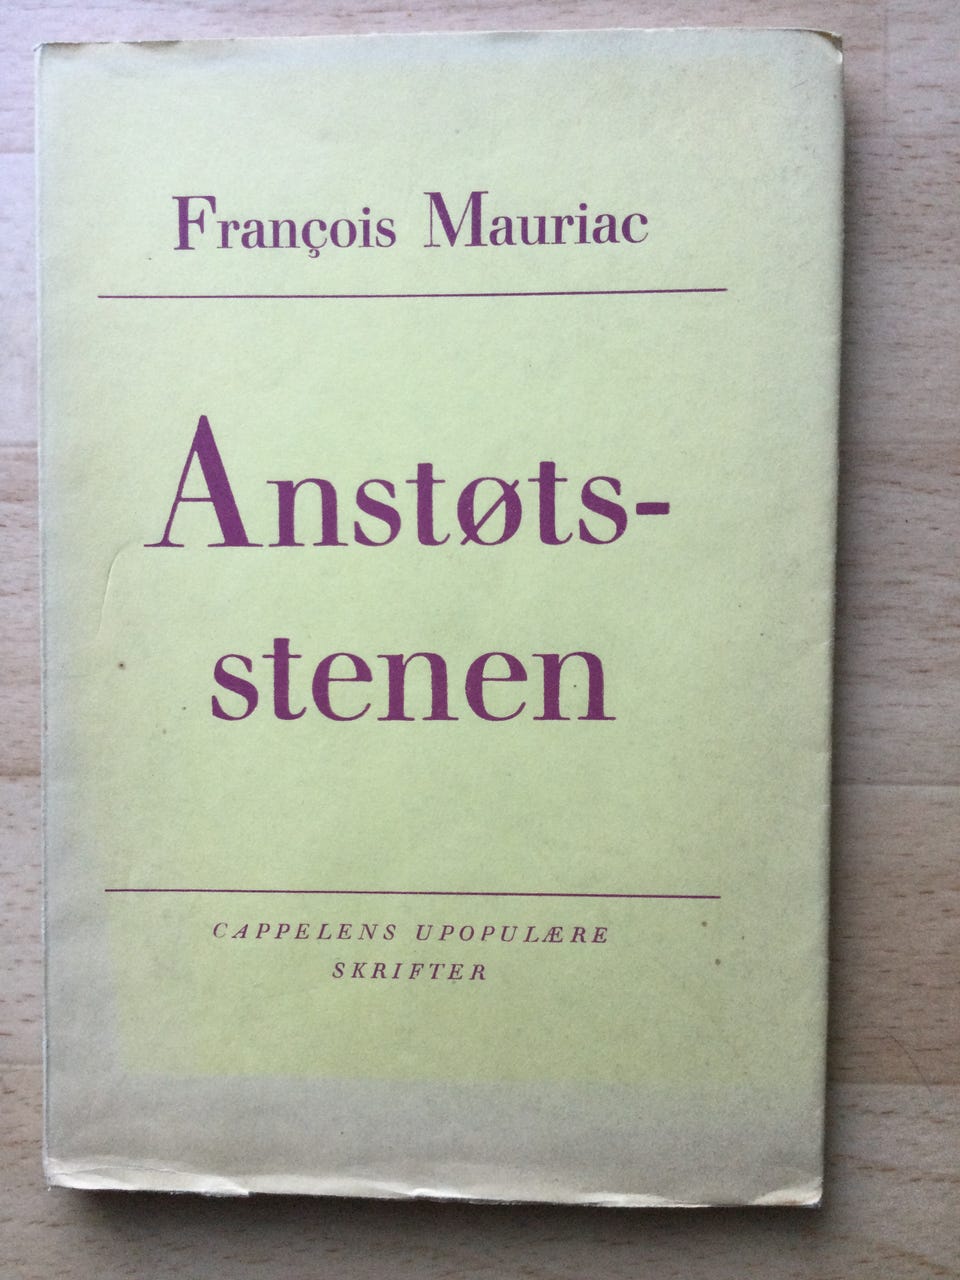 François Mauriac
Anstøts-
stenen
CAPPELENS UPOPULÆRE
SKRIFTER